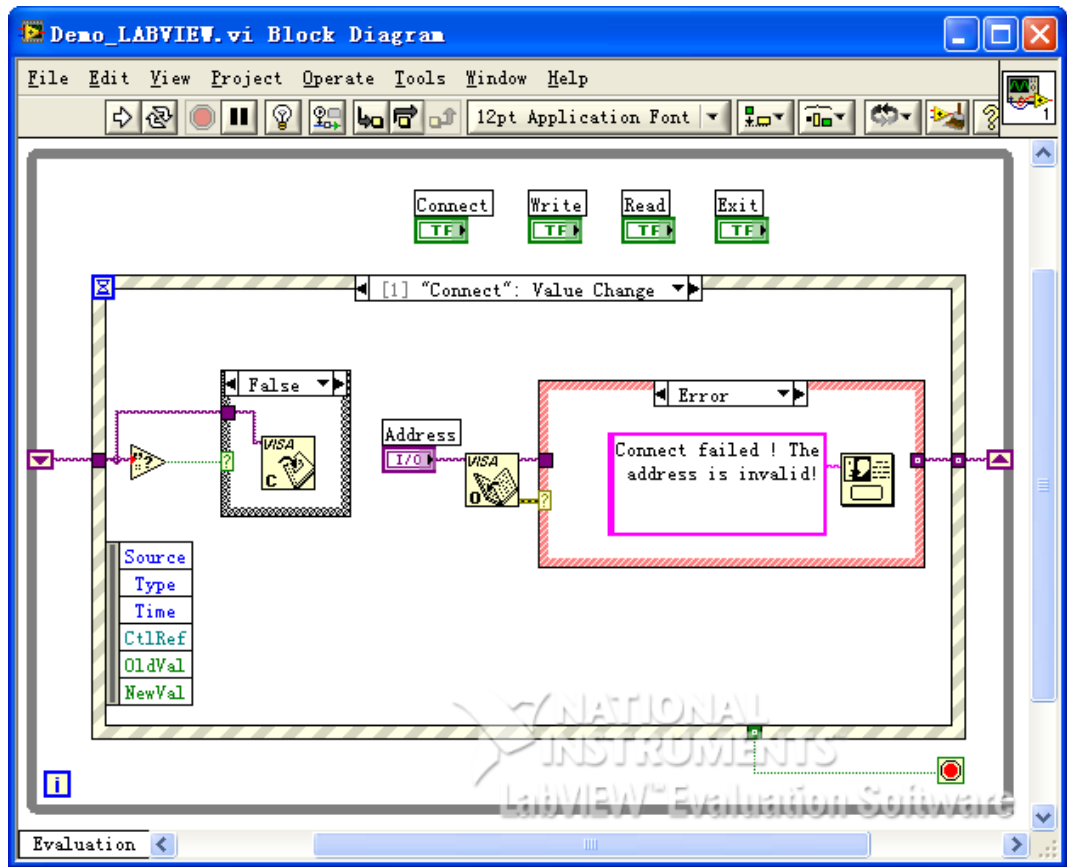 Demo_LABVIEW.vi Block Diagram
File Edit View Project Operate Tools Window Help
12pt Application Font
?
1
Connect Write Read Exit
TF TF TF TF
[1] "Connect": Value Change
False
Error
Address
I/O
VISA
C
VISA
O
?
?
?
Connect failed ! The
address is invalid!
Source
Type
Time
CtlRef
OldVal
NewVal
i
NATIONAL
INSTRUMENTS
LabVIEW™ Evaluation Software
Evaluation